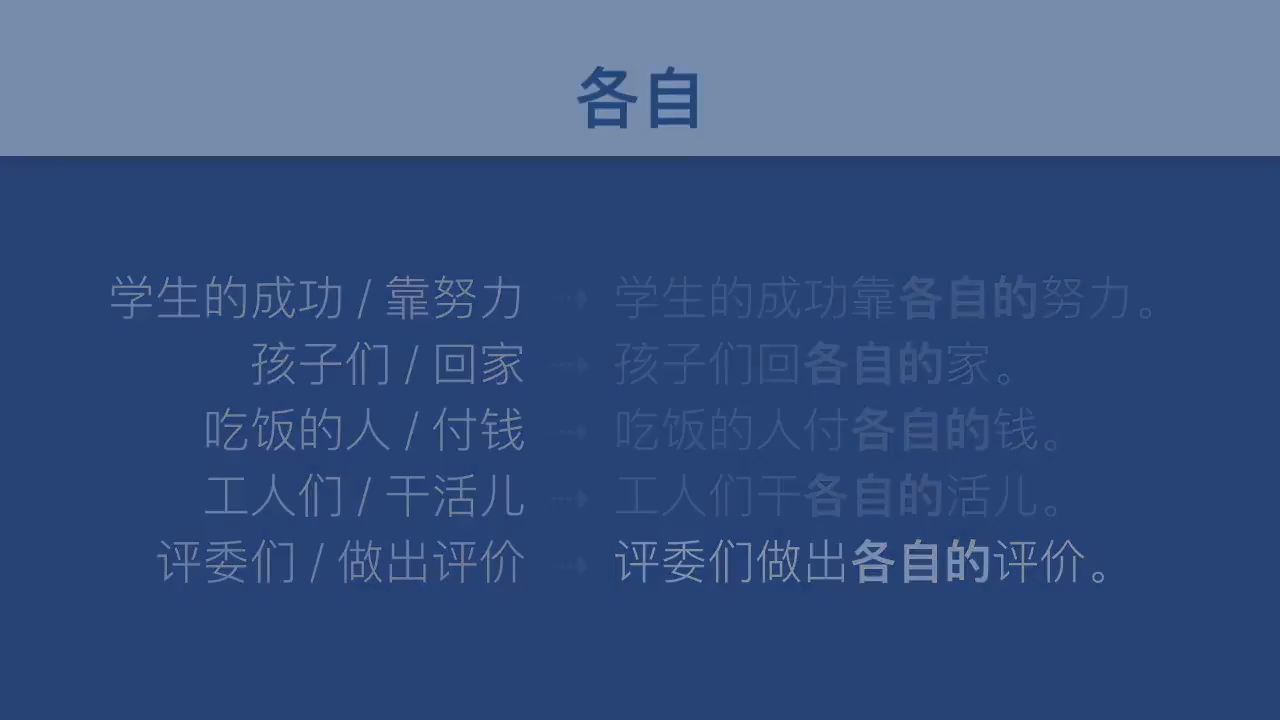 各自
学生的成功 / 靠努力 → 学生的成功靠各自的努力。
孩子们 / 回家 → 孩子们回各自的家。
吃饭的人 / 付钱 → 吃饭的人付各自的钱。
工人们 / 干活儿 → 工人们干各自的活儿。
评委们 / 做出评价 → 评委们做出各自的评价。